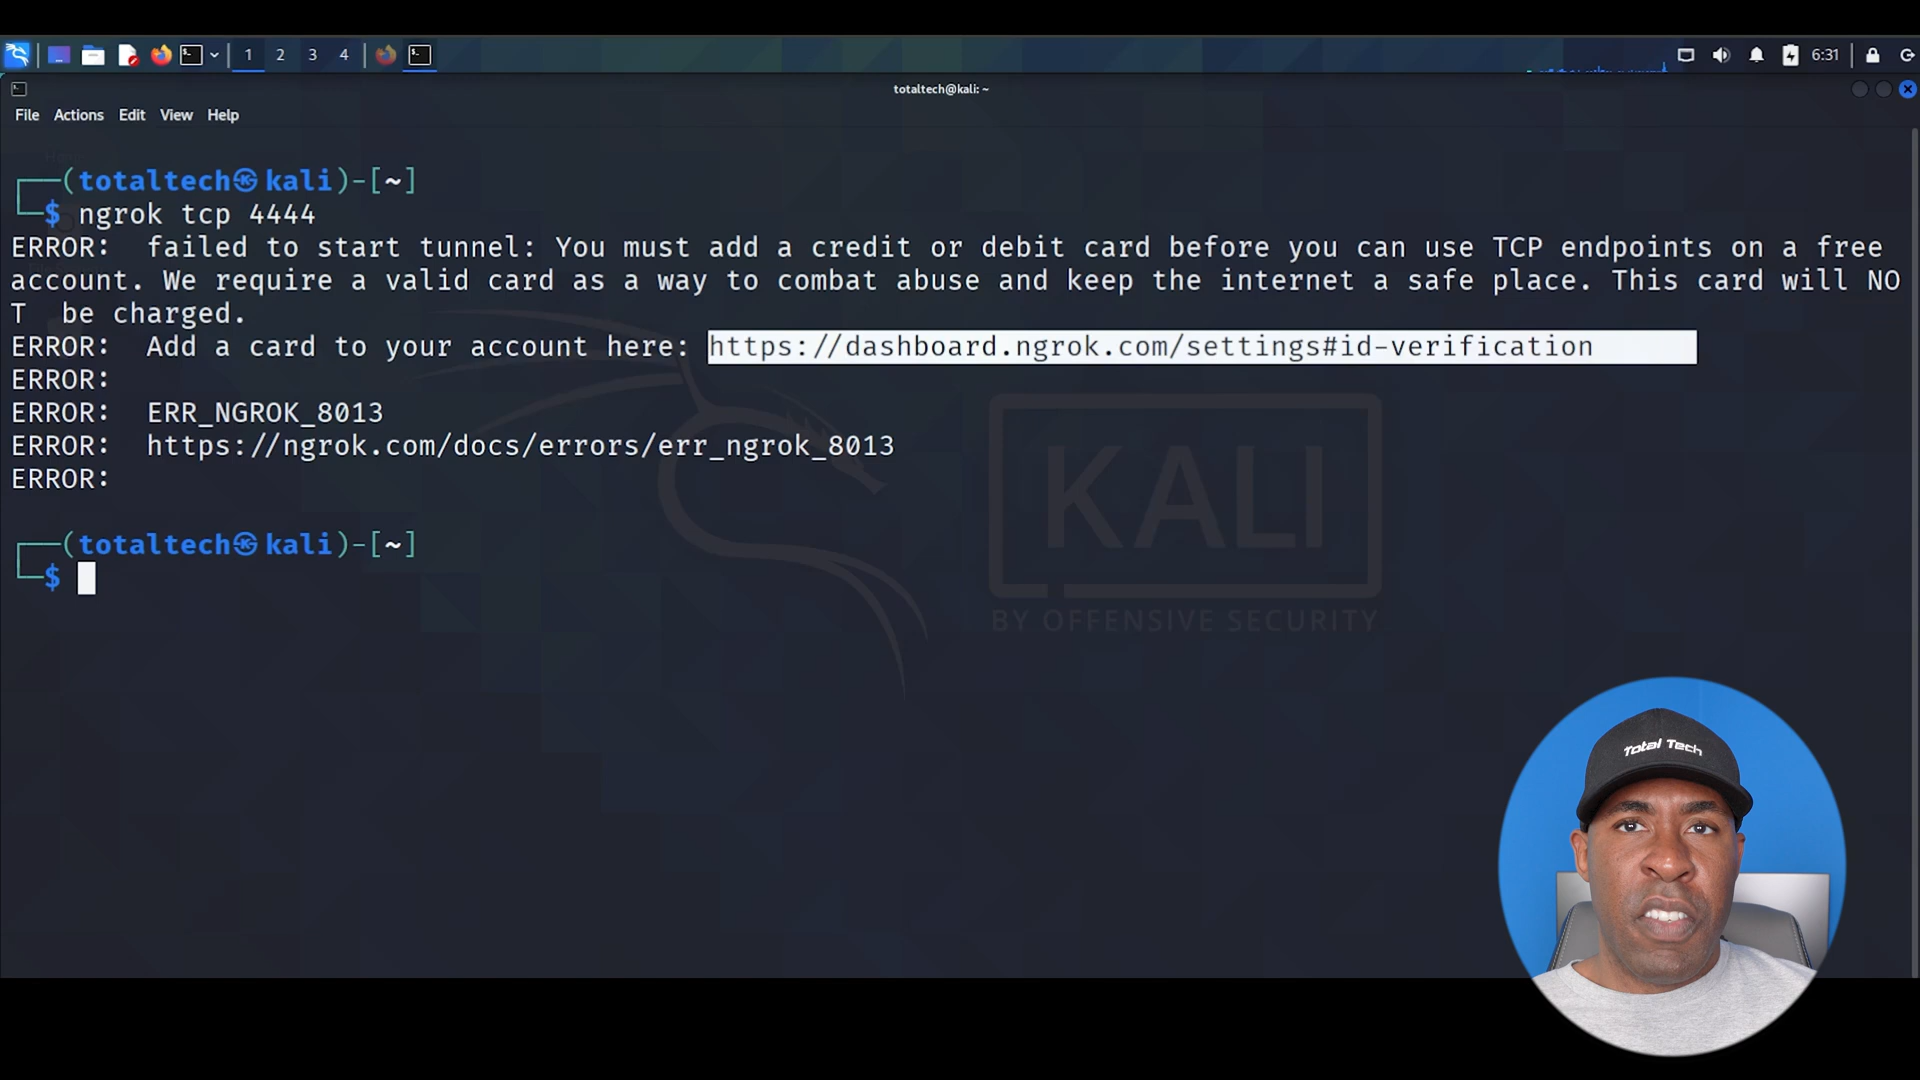 1 2 3 4 6:31
totaltech@kali: ~
File Actions Edit View Help
┌──(totaltech㉿kali)-[~]
└─$ ngrok tcp 4444
ERROR:  failed to start tunnel: You must add a credit or debit card before you can use TCP endpoints on a free
account. We require a valid card as a way to combat abuse and keep the internet a safe place. This card will NO
T  be charged.
ERROR:  Add a card to your account here: https://dashboard.ngrok.com/settings#id-verification
ERROR:
ERROR:  ERR_NGROK_8013
ERROR:  https://ngrok.com/docs/errors/err_ngrok_8013
ERROR:
┌──(totaltech㉿kali)-[~]
└─$
KALI
BY OFFENSIVE SECURITY
Total Tech